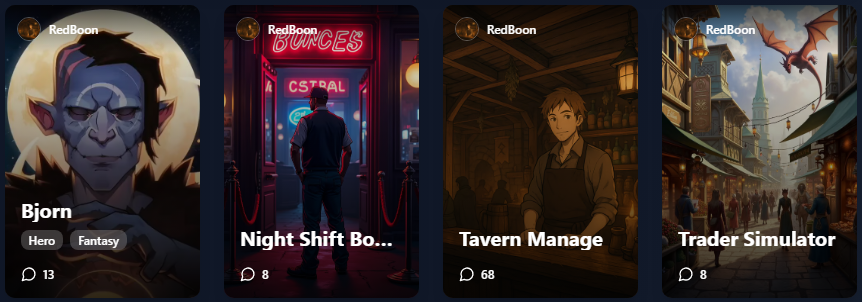 RedBoon
Bjorn
Hero
Fantasy
13
RedBoon
BONCES
CSTRAL
Night Shift Bo...
8
RedBoon
Tavern Manage
68
RedBoon
Trader Simulator
8